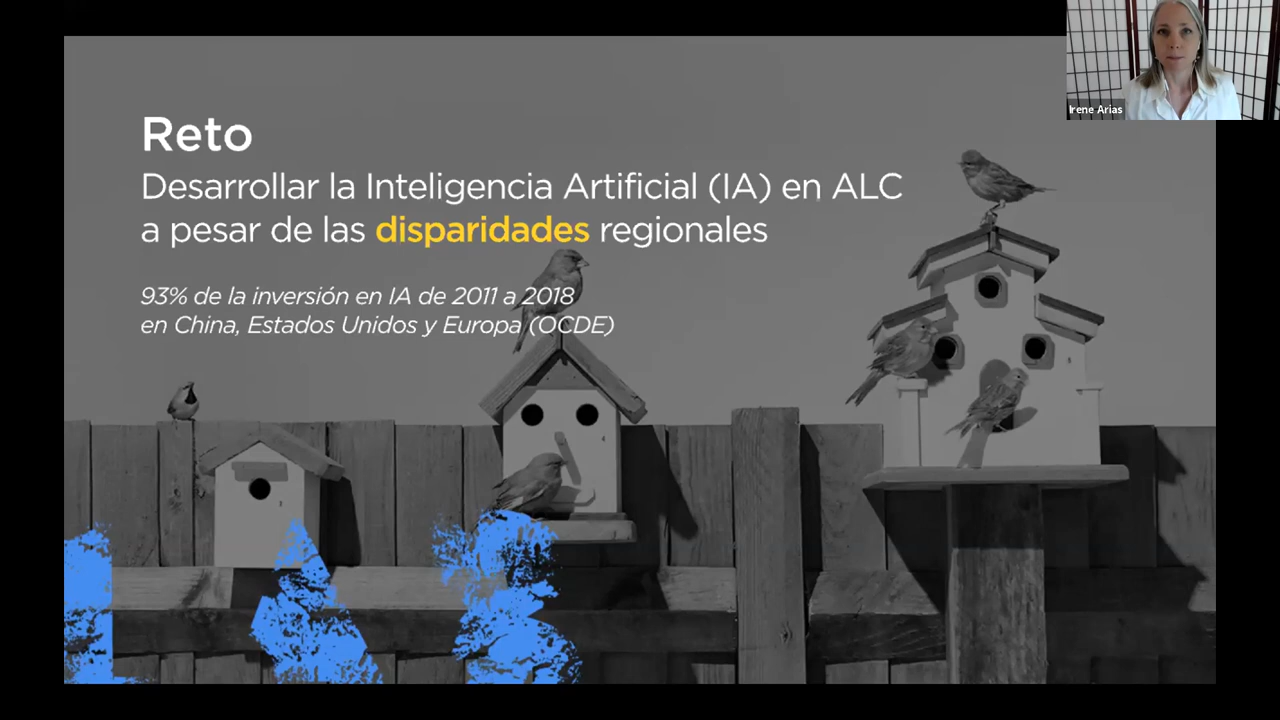 Irene Arias
Reto
Desarrollar la Inteligencia Artificial (IA) en ALC
a pesar de las disparidades regionales
93% de la inversión en IA de 2011 a 2018
en China, Estados Unidos y Europa (OCDE)